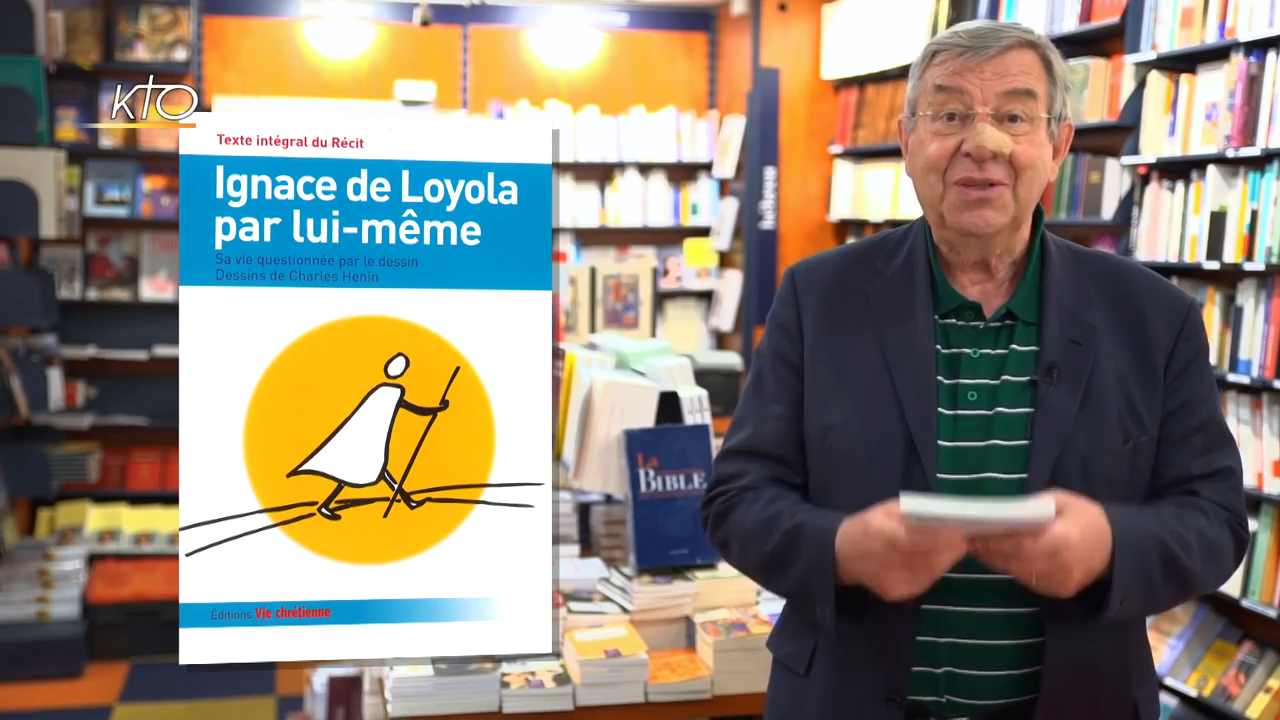 KTO
Texte intégral du Récit
Ignace de Loyola
par lui-même
Sa vie questionnée par le dessin
Dessins de Charles Henin
Éditions Vie chrétienne
La
BIBLE